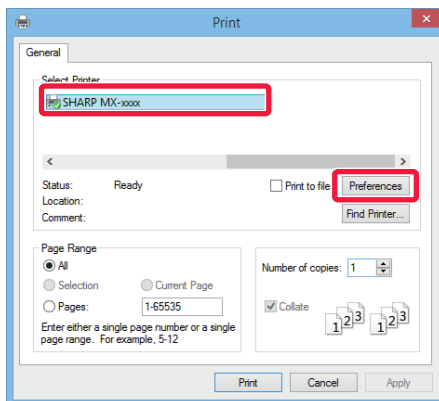 Print
General
Select Printer
SHARP MX-xxxx
Status: Ready
Print to file
Preferences
Location:
Comment:
Find Printer...
Page Range
All
Selection
Current Page
Pages:
1-65535
Enter either a single page number or a single
page range. For example, 5-12
Number of copies: 1
Collate
1 2 3
1 2 3
Print
Cancel
Apply